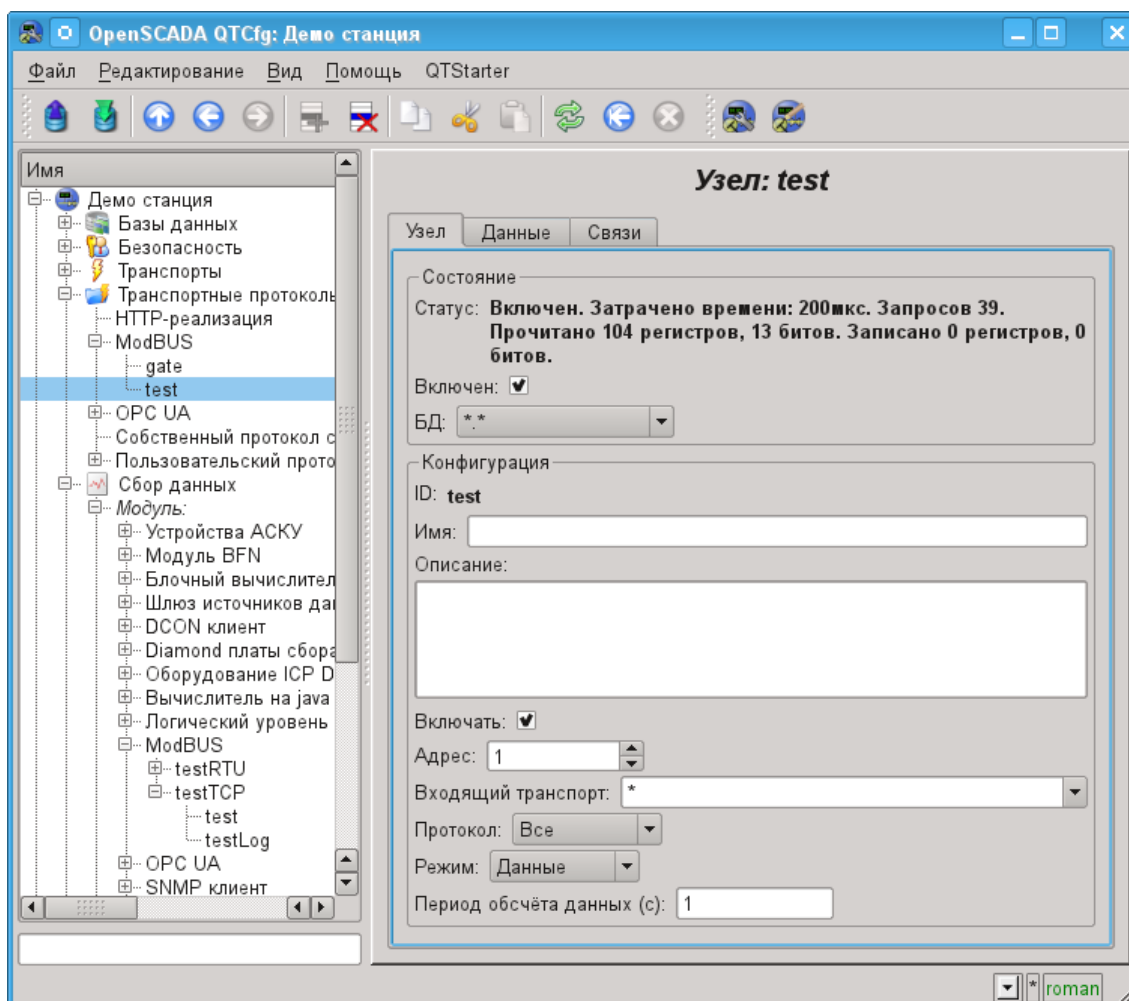 OpenSCADA QTCfg: Демо станция
Файл Редактирование Вид Помощь QTStarter
Имя
Демо станция
Базы данных
Безопасность
Транспорты
Транспортные протоколь
HTTP-реализация
ModBUS
gate
test
OPC UA
Собственный протокол с
Пользовательский прото
Сбор данных
Модуль:
Устройства АСКУ
Модуль BFN
Блочный вычислител
Шлюз источников дан
DCON клиент
Diamond платы сбора
Оборудование ICP D
Вычислитель на java
Логический уровень
ModBUS
testRTU
testTCP
test
testLog
OPC UA
SNMP клиент
Узел: test
Узел Данные Связи
Состояние
Статус: Включен. Затрачено времени: 200мкс. Запросов 39.
Прочитано 104 регистров, 13 битов. Записано 0 регистров, 0
битов.
Включен:
БД: *.*
Конфигурация
ID: test
Имя:
Описание:
Включать:
Адрес: 1
Входящий транспорт: *
Протокол: Все
Режим: Данные
Период обсчёта данных (с): 1
* roman